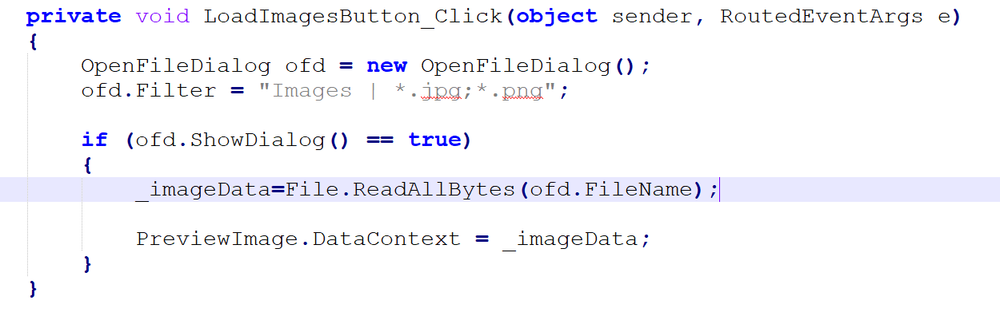 private void LoadImagesButton_Click(object sender, RoutedEventArgs e)
{
OpenFileDialog ofd = new OpenFileDialog();
ofd.Filter = "Images | *.jpg;*.png";
if (ofd.ShowDialog() == true)
{
_imageData=File.ReadAllBytes(ofd.FileName);
PreviewImage.DataContext = _imageData;
}
}